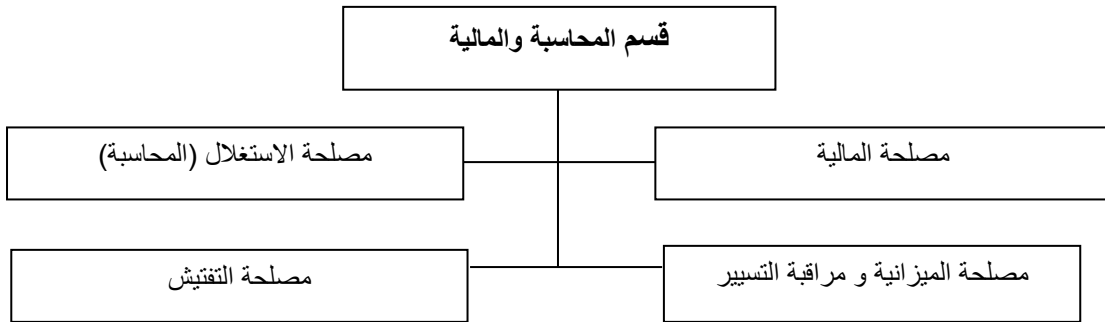 قسم المحاسبة والمالية
مصلحة المالية
مصلحة الاستغلال (المحاسبة)
مصلحة الميزانية و مراقبة التسيير
مصلحة التفتيش